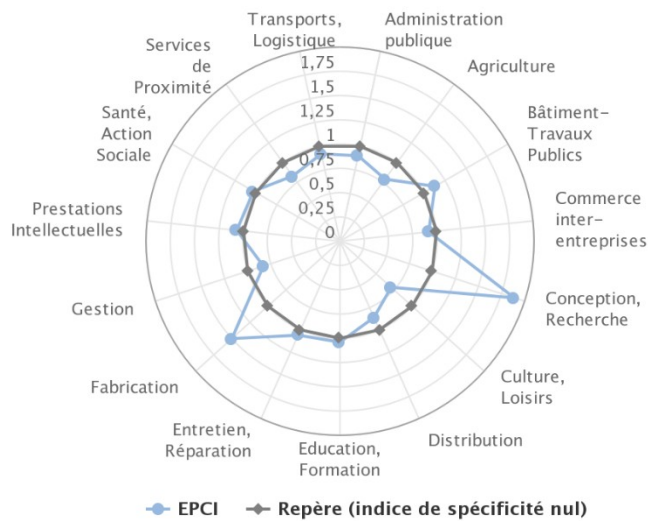 Transports,
Logistique
Administration
publique
Agriculture
Bâtiment-
Travaux
Publics
Commerce
inter-
entreprises
Conception,
Recherche
Culture,
Loisirs
Distribution
Education,
Formation
Entretien,
Réparation
Fabrication
Gestion
Prestations
Intellectuelles
Santé,
Action
Sociale
Services
de
Proximité
1,75
1,5
1,25
1
0,75
0,5
0,25
0
EPCI
Repère (indice de spécificité nul)